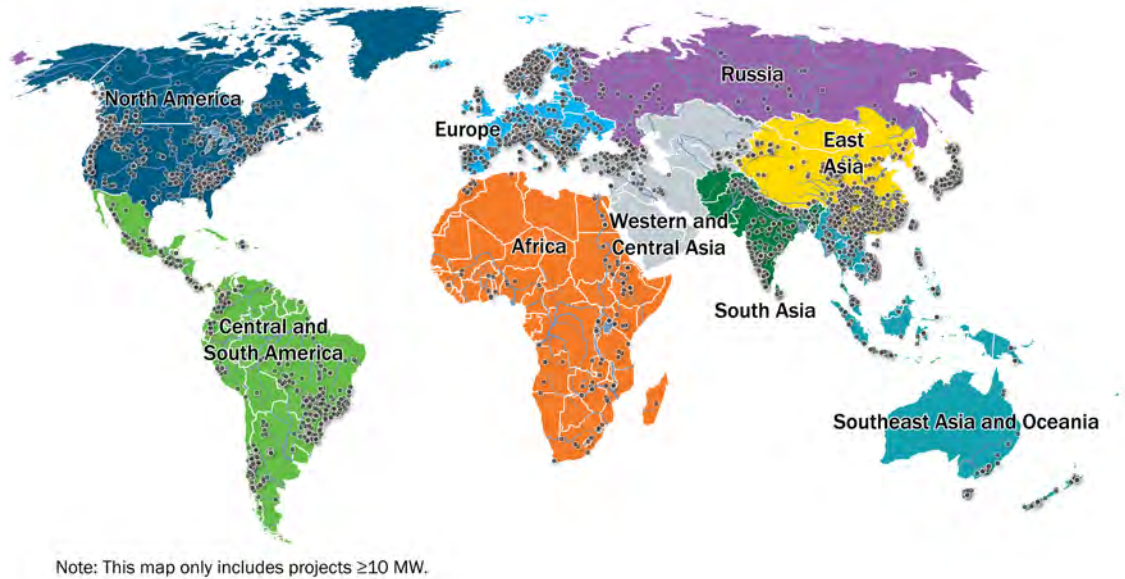 North America
Europe
Russia
East
Asia
Western and
Central Asia
Africa
South Asia
Central and
South America
Southeast Asia and Oceania
Note: This map only includes projects ≥10 MW.